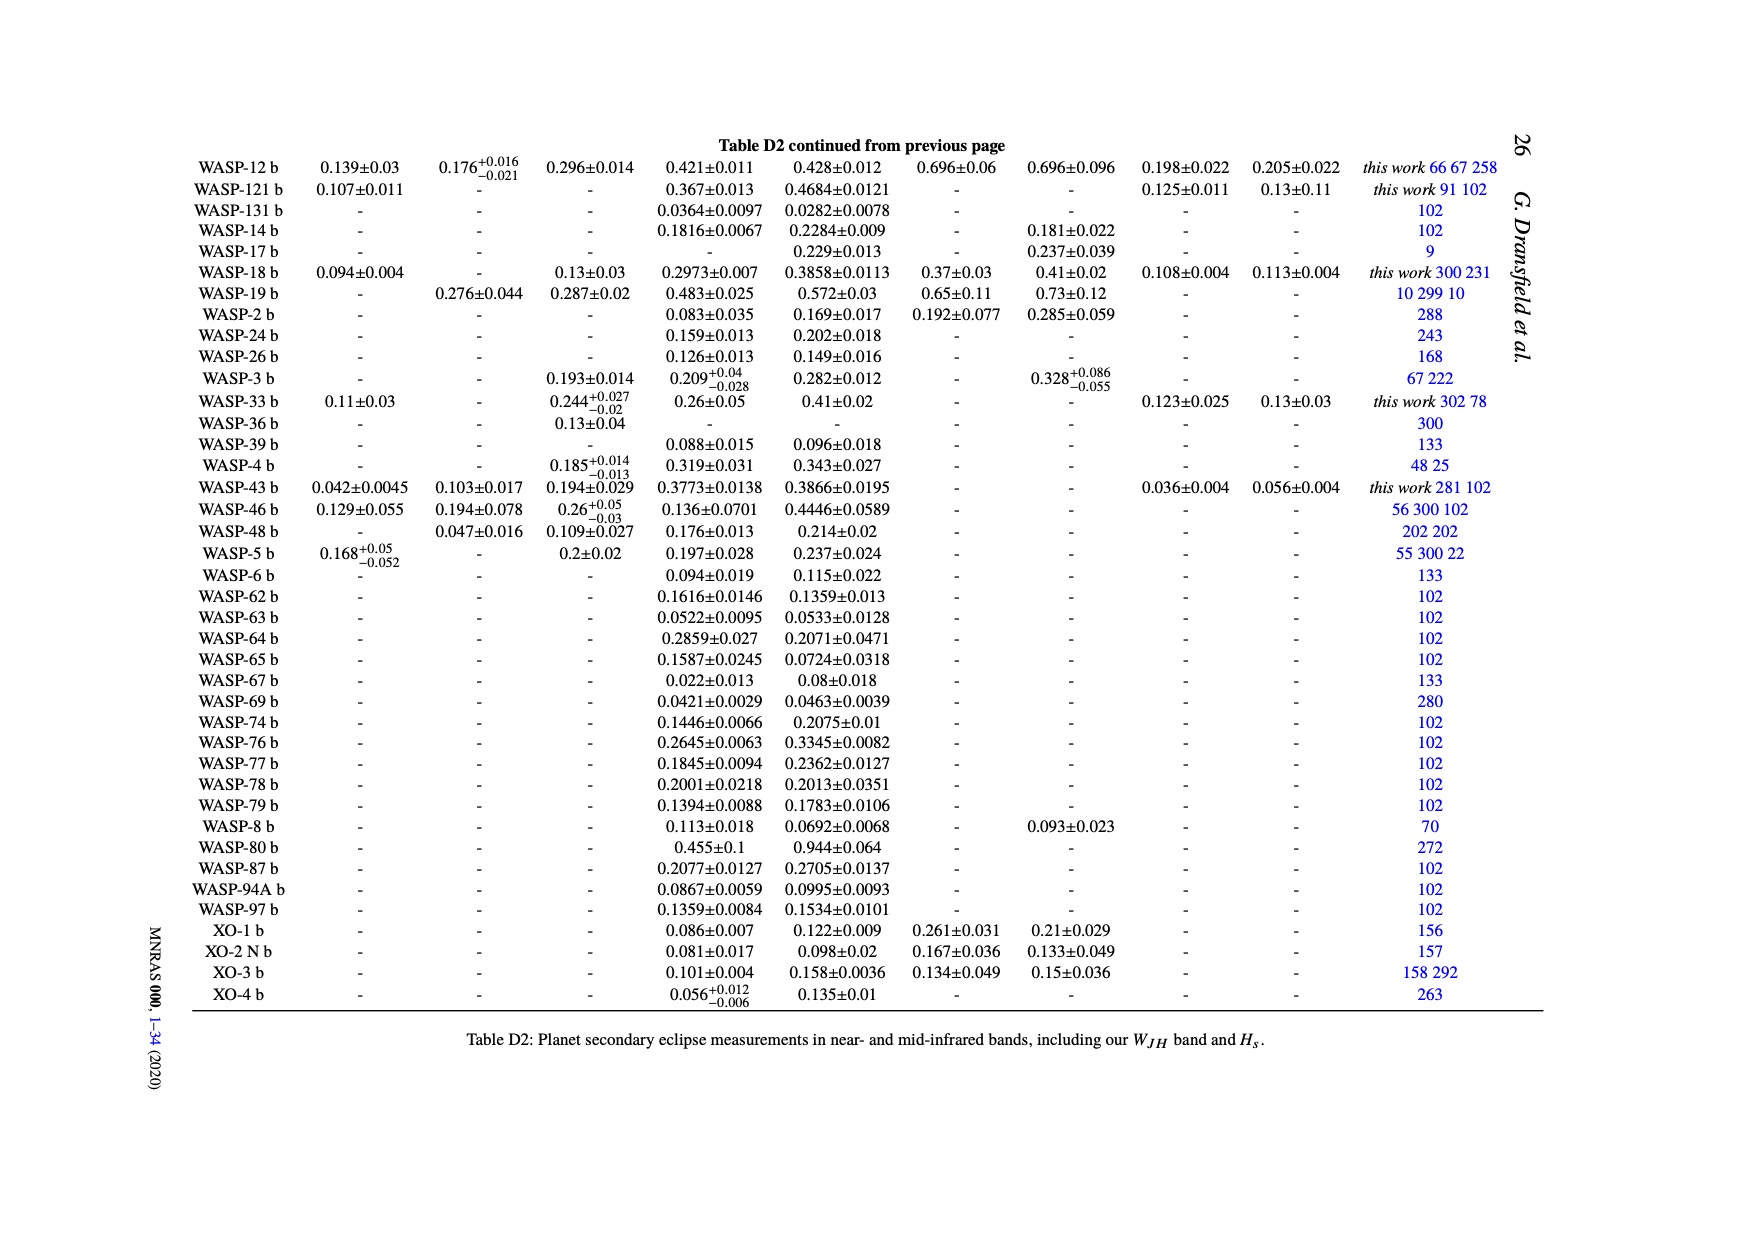 26 G. Dransfield et al.
Table D2 continued from previous page
WASP-12 b 0.139±0.03 0.176+0.016−0.021 0.296±0.014 0.421±0.011 0.428±0.012 0.696±0.06 0.696±0.096 0.198±0.022 0.205±0.022 this work 66 67 258
WASP-121 b 0.107±0.011 - - 0.367±0.013 0.4684±0.0121 - - 0.125±0.011 0.13±0.11 this work 91 102
WASP-131 b - - - 0.0364±0.0097 0.0282±0.0078 - - - - 102
WASP-14 b - - - 0.1816±0.0067 0.2284±0.009 - 0.181±0.022 - - 102
WASP-17 b - - - - 0.229±0.013 - 0.237±0.039 - - 9
WASP-18 b 0.094±0.004 - 0.13±0.03 0.2973±0.007 0.3858±0.0113 0.37±0.03 0.41±0.02 0.108±0.004 0.113±0.004 this work 300 231
WASP-19 b - 0.276±0.044 0.287±0.02 0.483±0.025 0.572±0.03 0.65±0.11 0.73±0.12 - - 10 299 10
WASP-2 b - - - 0.083±0.035 0.169±0.017 0.192±0.077 0.285±0.059 - - 288
WASP-24 b - - - 0.159±0.013 0.202±0.018 - - - - 243
WASP-26 b - - - 0.126±0.013 0.149±0.016 - - - - 168
WASP-3 b - - 0.193±0.014 0.209+0.04−0.028 0.282±0.012 - 0.328+0.086−0.055 - - 67 222
WASP-33 b 0.11±0.03 - 0.244+0.027−0.02 0.26±0.05 0.41±0.02 - - 0.123±0.025 0.13±0.03 this work 302 78
WASP-36 b - - 0.13±0.04 - - - - - - 300
WASP-39 b - - - 0.088±0.015 0.096±0.018 - - - - 133
WASP-4 b - - 0.185+0.014−0.013 0.319±0.031 0.343±0.027 - - - - 48 25
WASP-43 b 0.042±0.0045 0.103±0.017 0.194±0.029 0.3773±0.0138 0.3866±0.0195 - - 0.036±0.004 0.056±0.004 this work 281 102
WASP-46 b 0.129±0.055 0.194±0.078 0.26+0.05−0.03 0.136±0.0701 0.4446±0.0589 - - - - 56 300 102
WASP-48 b - 0.047±0.016 0.109±0.027 0.176±0.013 0.214±0.02 - - - - 202 202
WASP-5 b 0.168+0.05−0.052 - 0.2±0.02 0.197±0.028 0.237±0.024 - - - - 55 300 22
WASP-6 b - - - 0.094±0.019 0.115±0.022 - - - - 133
WASP-62 b - - - 0.1616±0.0146 0.1359±0.013 - - - - 102
WASP-63 b - - - 0.0522±0.0095 0.0533±0.0128 - - - - 102
WASP-64 b - - - 0.2859±0.027 0.2071±0.0471 - - - - 102
WASP-65 b - - - 0.1587±0.0245 0.0724±0.0318 - - - - 102
WASP-67 b - - - 0.022±0.013 0.08±0.018 - - - - 133
WASP-69 b - - - 0.0421±0.0029 0.0463±0.0039 - - - - 280
WASP-74 b - - - 0.1446±0.0066 0.2075±0.01 - - - - 102
WASP-76 b - - - 0.2645±0.0063 0.3345±0.0082 - - - - 102
WASP-77 b - - - 0.1845±0.0094 0.2362±0.0127 - - - - 102
WASP-78 b - - - 0.2001±0.0218 0.2013±0.0351 - - - - 102
WASP-79 b - - - 0.1394±0.0088 0.1783±0.0106 - - - - 102
WASP-8 b - - - 0.113±0.018 0.0692±0.0068 - 0.093±0.023 - - 70
WASP-80 b - - - 0.455±0.1 0.944±0.064 - - - - 272
WASP-87 b - - - 0.2077±0.0127 0.2705±0.0137 - - - - 102
WASP-94A b - - - 0.0867±0.0059 0.0995±0.0093 - - - - 102
WASP-97 b - - - 0.1359±0.0084 0.1534±0.0101 - - - - 102
XO-1 b - - - 0.086±0.007 0.122±0.009 0.261±0.031 0.21±0.029 - - 156
XO-2 N b - - - 0.081±0.017 0.098±0.02 0.167±0.036 0.133±0.049 - - 157
XO-3 b - - - 0.101±0.004 0.158±0.0036 0.134±0.049 0.15±0.036 - - 158 292
XO-4 b - - - 0.056+0.012−0.006 0.135±0.01 - - - - 263
Table D2: Planet secondary eclipse measurements in near- and mid-infrared bands, including our WJH band and Hs.
MNRAS 000, 1–34 (2020)